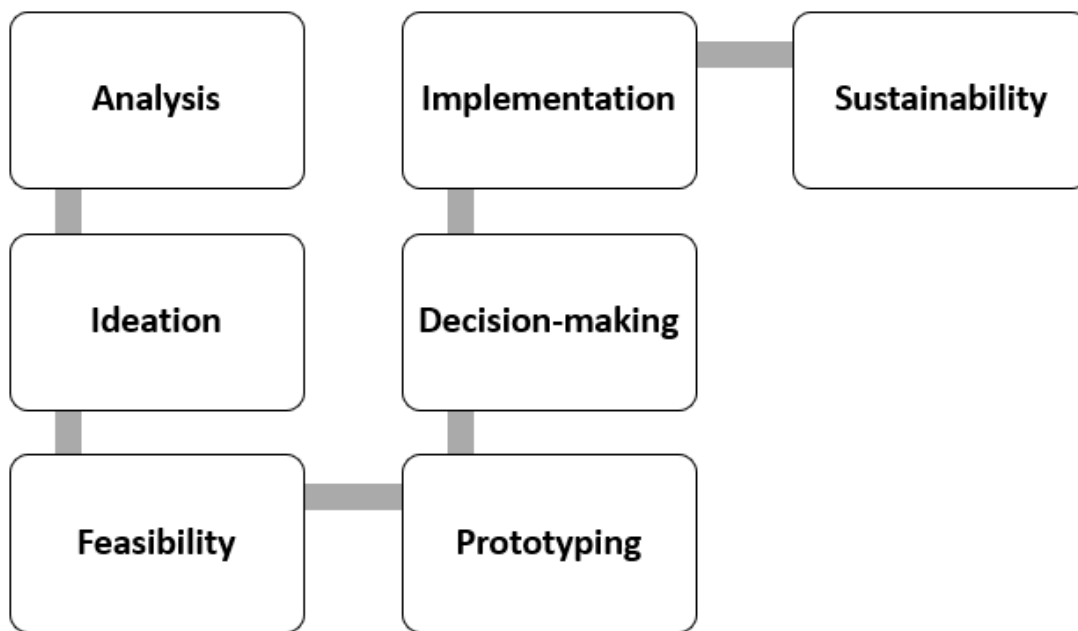 Analysis
Ideation
Feasibility
Prototyping
Decision-making
Implementation
Sustainability